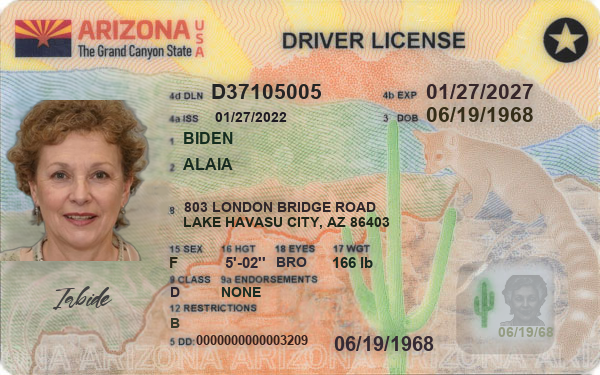 ARIZONA USA
The Grand Canyon State
DRIVER LICENSE
4d DLN D37105005
4b EXP 01/27/2027
4a ISS 01/27/2022
3 DOB 06/19/1968
1 BIDEN
2 ALAIA
8 803 LONDON BRIDGE ROAD
LAKE HAVASU CITY, AZ 86403
15 SEX 16 HGT 18 EYES 17 WGT
F 5'-02" BRO 166 lb
9 CLASS 9a ENDORSEMENTS
D NONE
12 RESTRICTIONS
B
Iabide
5 DD: 0000000000003209
06/19/1968
06/19/68
ONA ARIZONA ARIZONA ARIZONA ARIZONA